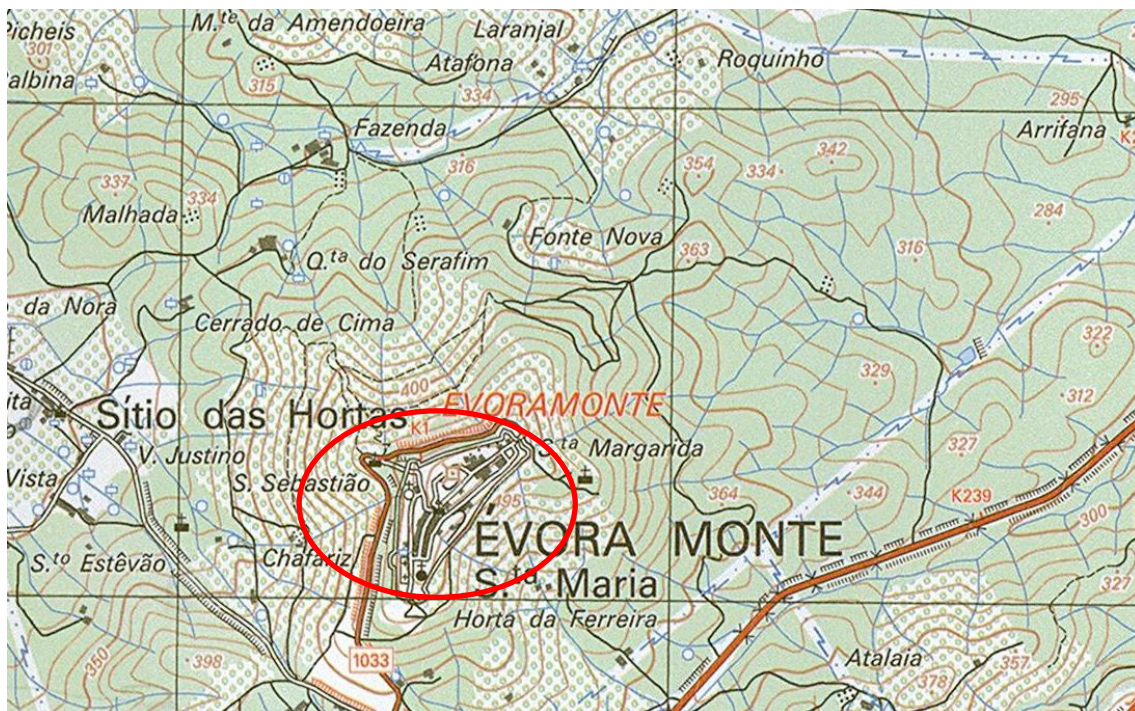 Picheis
M.te da Amendoeira
Laranjal
301
Atafona
Roquinho
albina
315
334
295
Fazenda
Arrifana
K2
316
342
354
334
337
334
Malhada
284
Fonte Nova
316
363
Q.ta do Serafim
da Nora
Cerrado de Cima
322
329
400
312
EVORAMONTE
Sítio das Hortas
K1
ita
S.ta Margarida
327
V. Justino
Vista
S. Sebastião
495
364
344
K239
300
EVORA MONTE
Chafariz
S.to Estêvão
S.ta Maria
327
Horta da Ferreira
350
398
1033
Atalaia
357
378